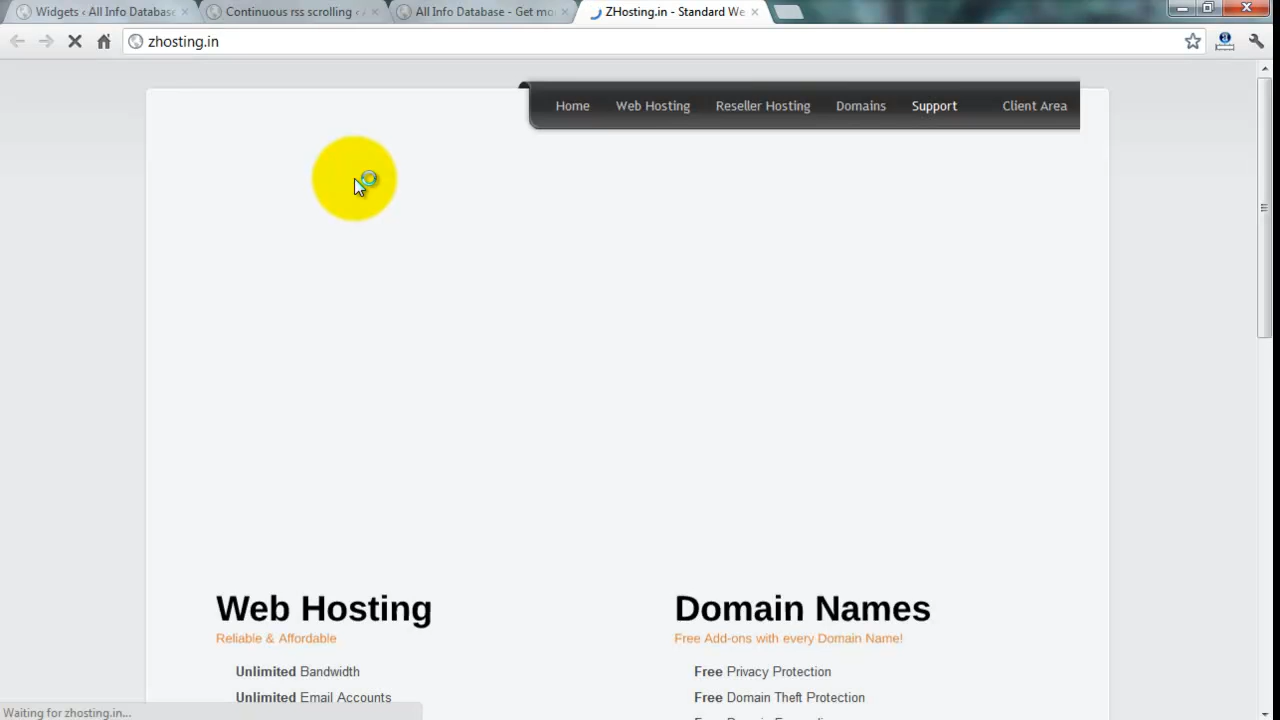 Widgets ‹ All Info Database
Continuous rss scrolling ‹
All Info Database - Get mo
ZHosting.in - Standard We
zhosting.in
Home Web Hosting Reseller Hosting Domains Support Client Area
Web Hosting
Reliable & Affordable
Unlimited Bandwidth
Unlimited Email Accounts
Domain Names
Free Add-ons with every Domain Name!
Free Privacy Protection
Free Domain Theft Protection
Waiting for zhosting.in...